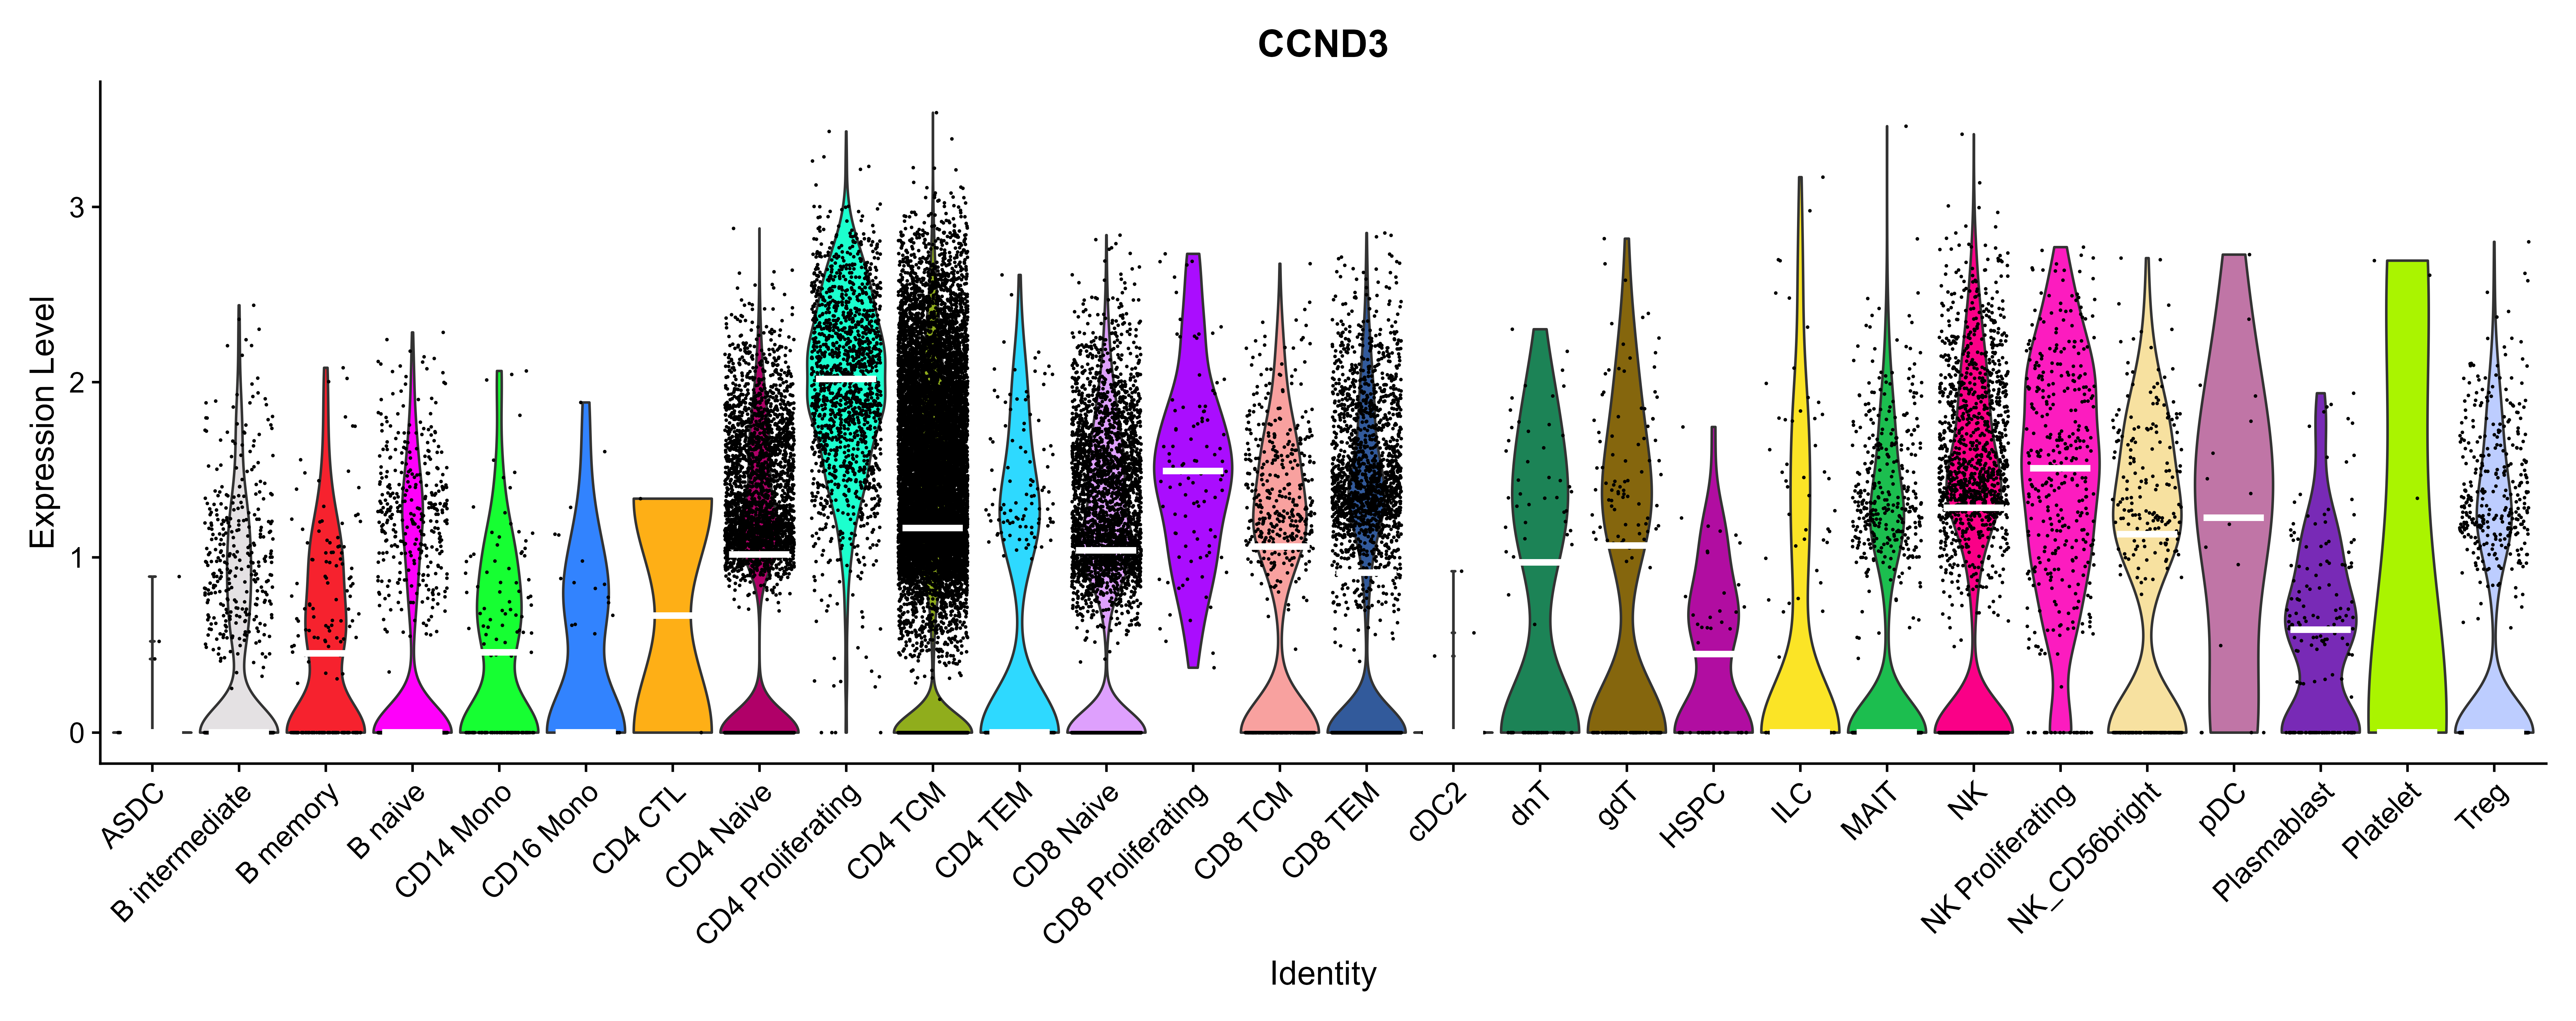 CCND3
Expression Level
3
2
1
0
ASDC
B intermediate
B memory
B naive
CD14 Mono
CD16 Mono
CD4 CTL
CD4 Naive
CD4 Proliferating
CD4 TCM
CD4 TEM
CD8 Naive
CD8 Proliferating
CD8 TCM
CD8 TEM
cDC2
dnT
gdT
HSPC
ILC
MAIT
NK
NK Proliferating
NK_CD56bright
pDC
Plasmablast
Platelet
Treg
Identity